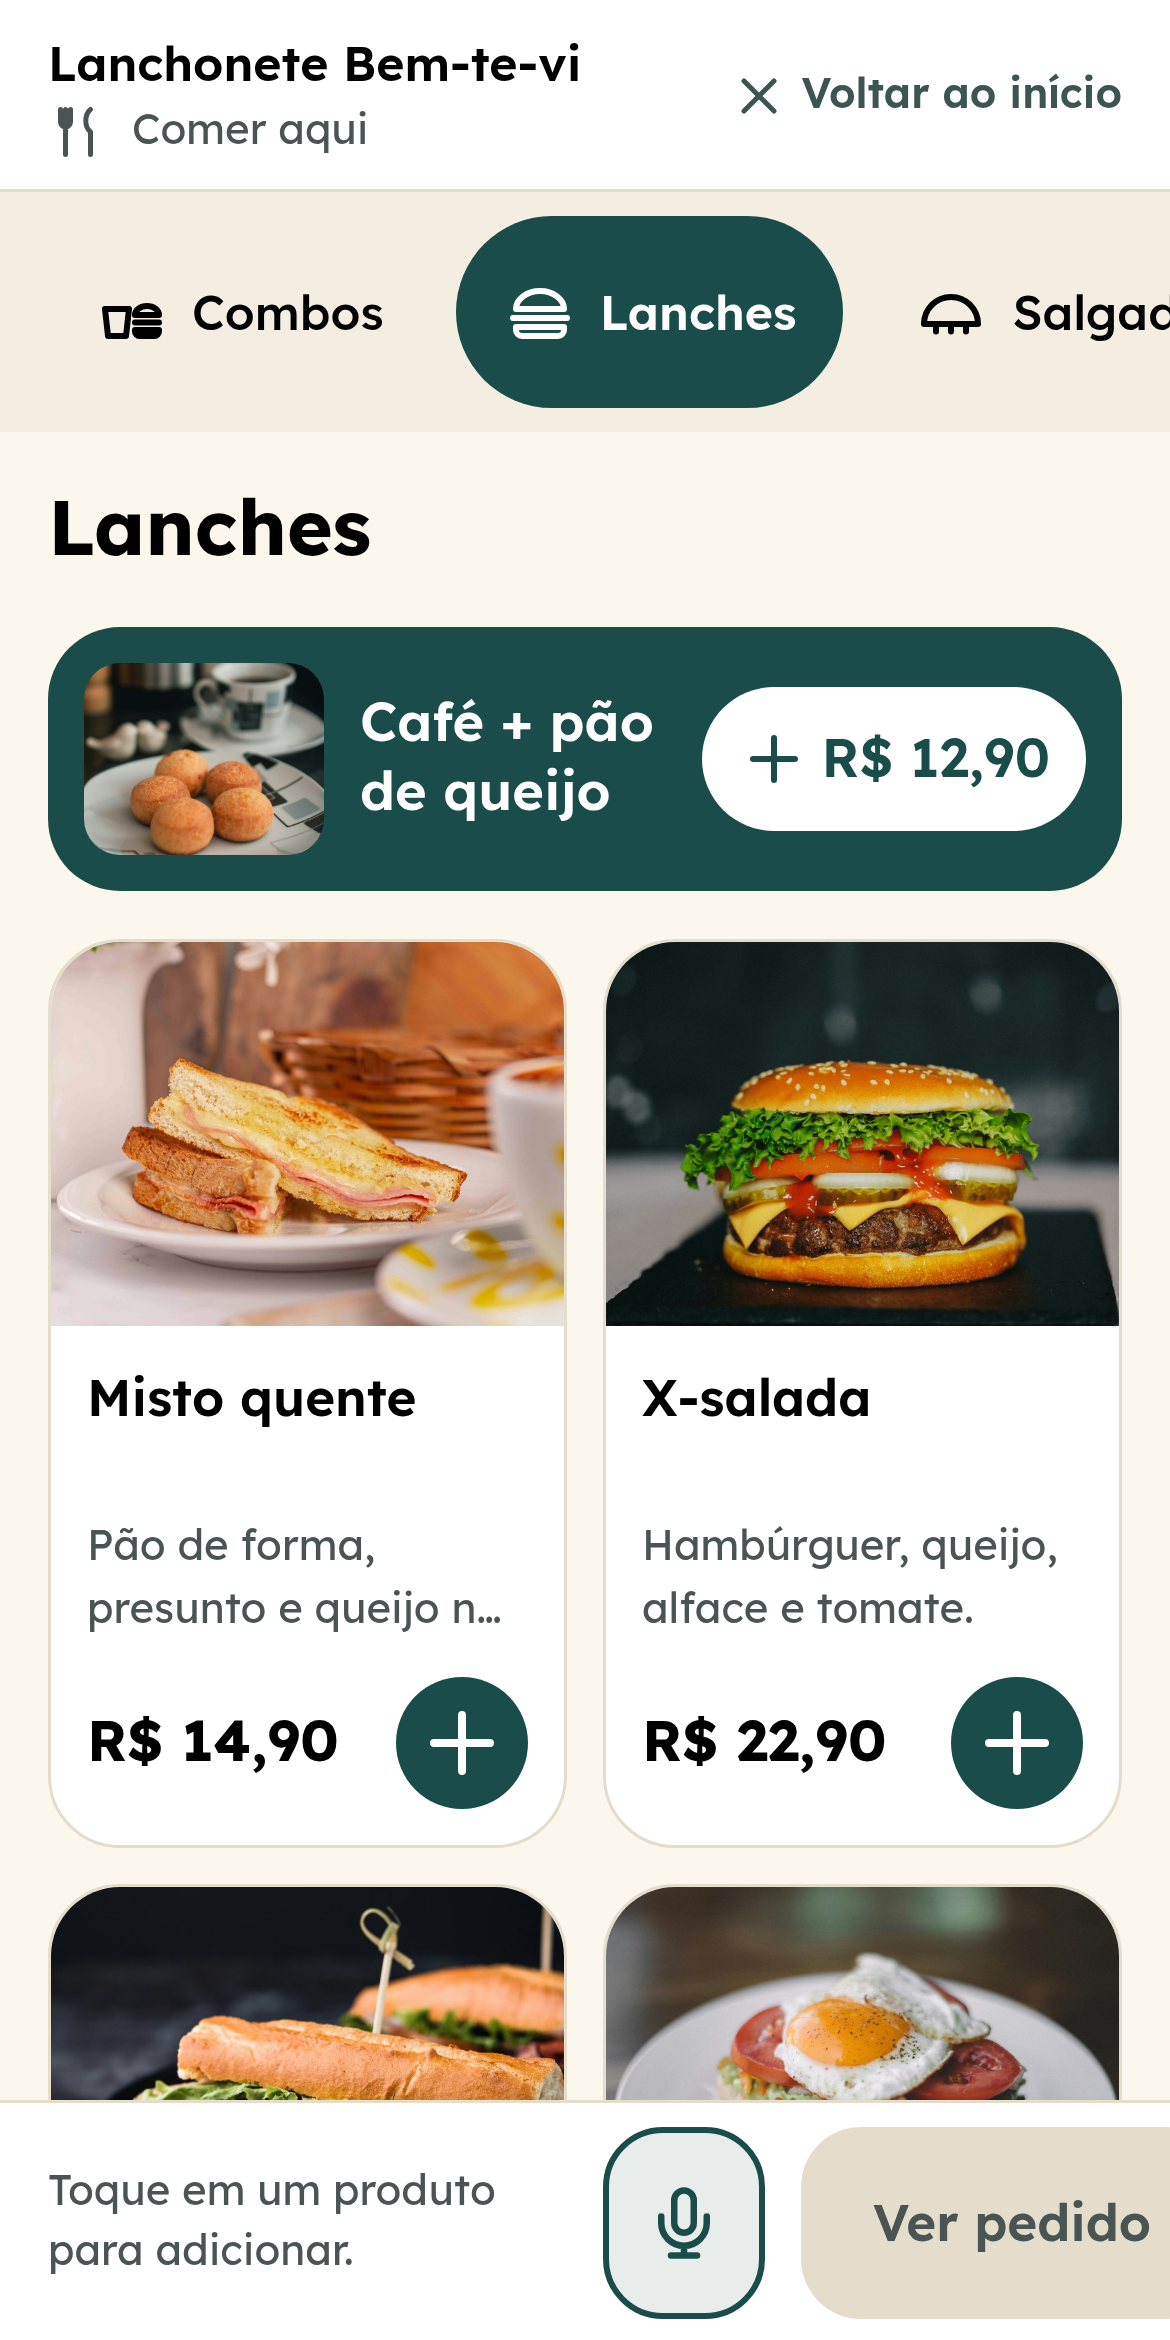 Lanchonete Bem-te-vi
Comer aqui
Voltar ao início
Combos
Lanches
Salgad
Lanches
Café + pão
de queijo
R$ 12,90
Misto quente
Pão de forma,
presunto e queijo n...
R$ 14,90
X-salada
Hambúrguer, queijo,
alface e tomate.
R$ 22,90
Toque em um produto
para adicionar.
Ver pedido